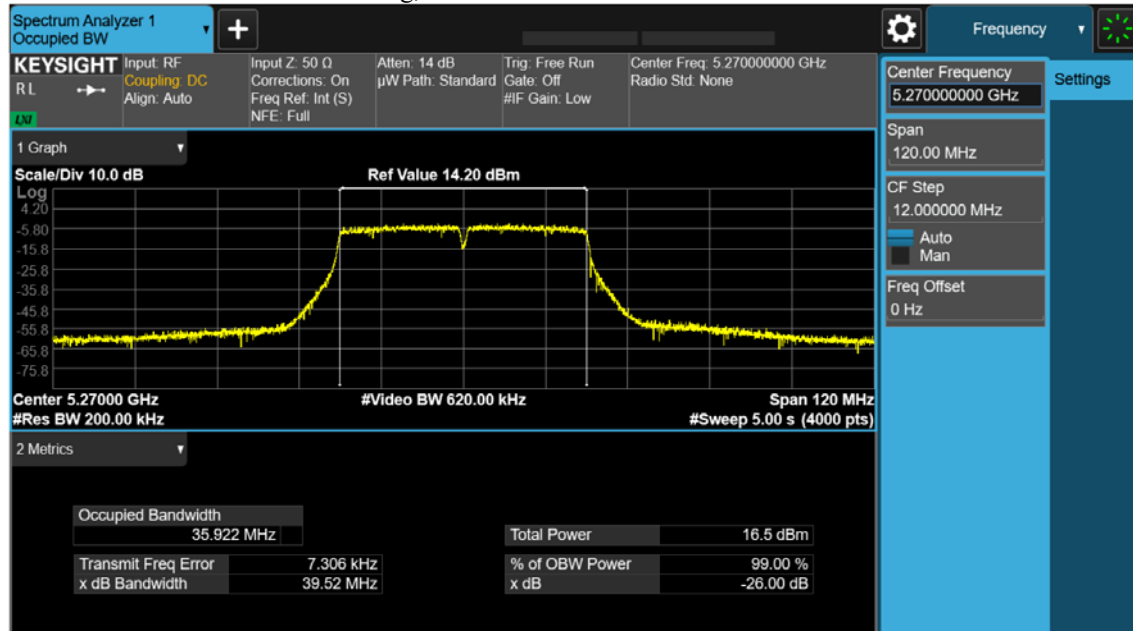 Spectrum Analyzer 1
Occupied BW
+
Frequency
KEYSIGHT
R L
LXI
Input: RF
Coupling: DC
Align: Auto
Input Z: 50 Ω
Corrections: On
Freq Ref: Int (S)
NFE: Full
Atten: 14 dB
µW Path: Standard
Trig: Free Run
Gate: Off
#IF Gain: Low
Center Freq: 5.270000000 GHz
Radio Std: None
Center Frequency
5.270000000 GHz
Settings
Span
120.00 MHz
CF Step
12.000000 MHz
Auto
Man
Freq Offset
0 Hz
1 Graph
Scale/Div 10.0 dB
Ref Value 14.20 dBm
Log
4.20
-5.80
-15.8
-25.8
-35.8
-45.8
-55.8
-65.8
-75.8
Center 5.27000 GHz
#Video BW 620.00 kHz
Span 120 MHz
#Res BW 200.00 kHz
#Sweep 5.00 s (4000 pts)
2 Metrics
Occupied Bandwidth
35.922 MHz
Total Power 16.5 dBm
Transmit Freq Error 7.306 kHz
% of OBW Power 99.00 %
x dB Bandwidth 39.52 MHz
x dB -26.00 dB